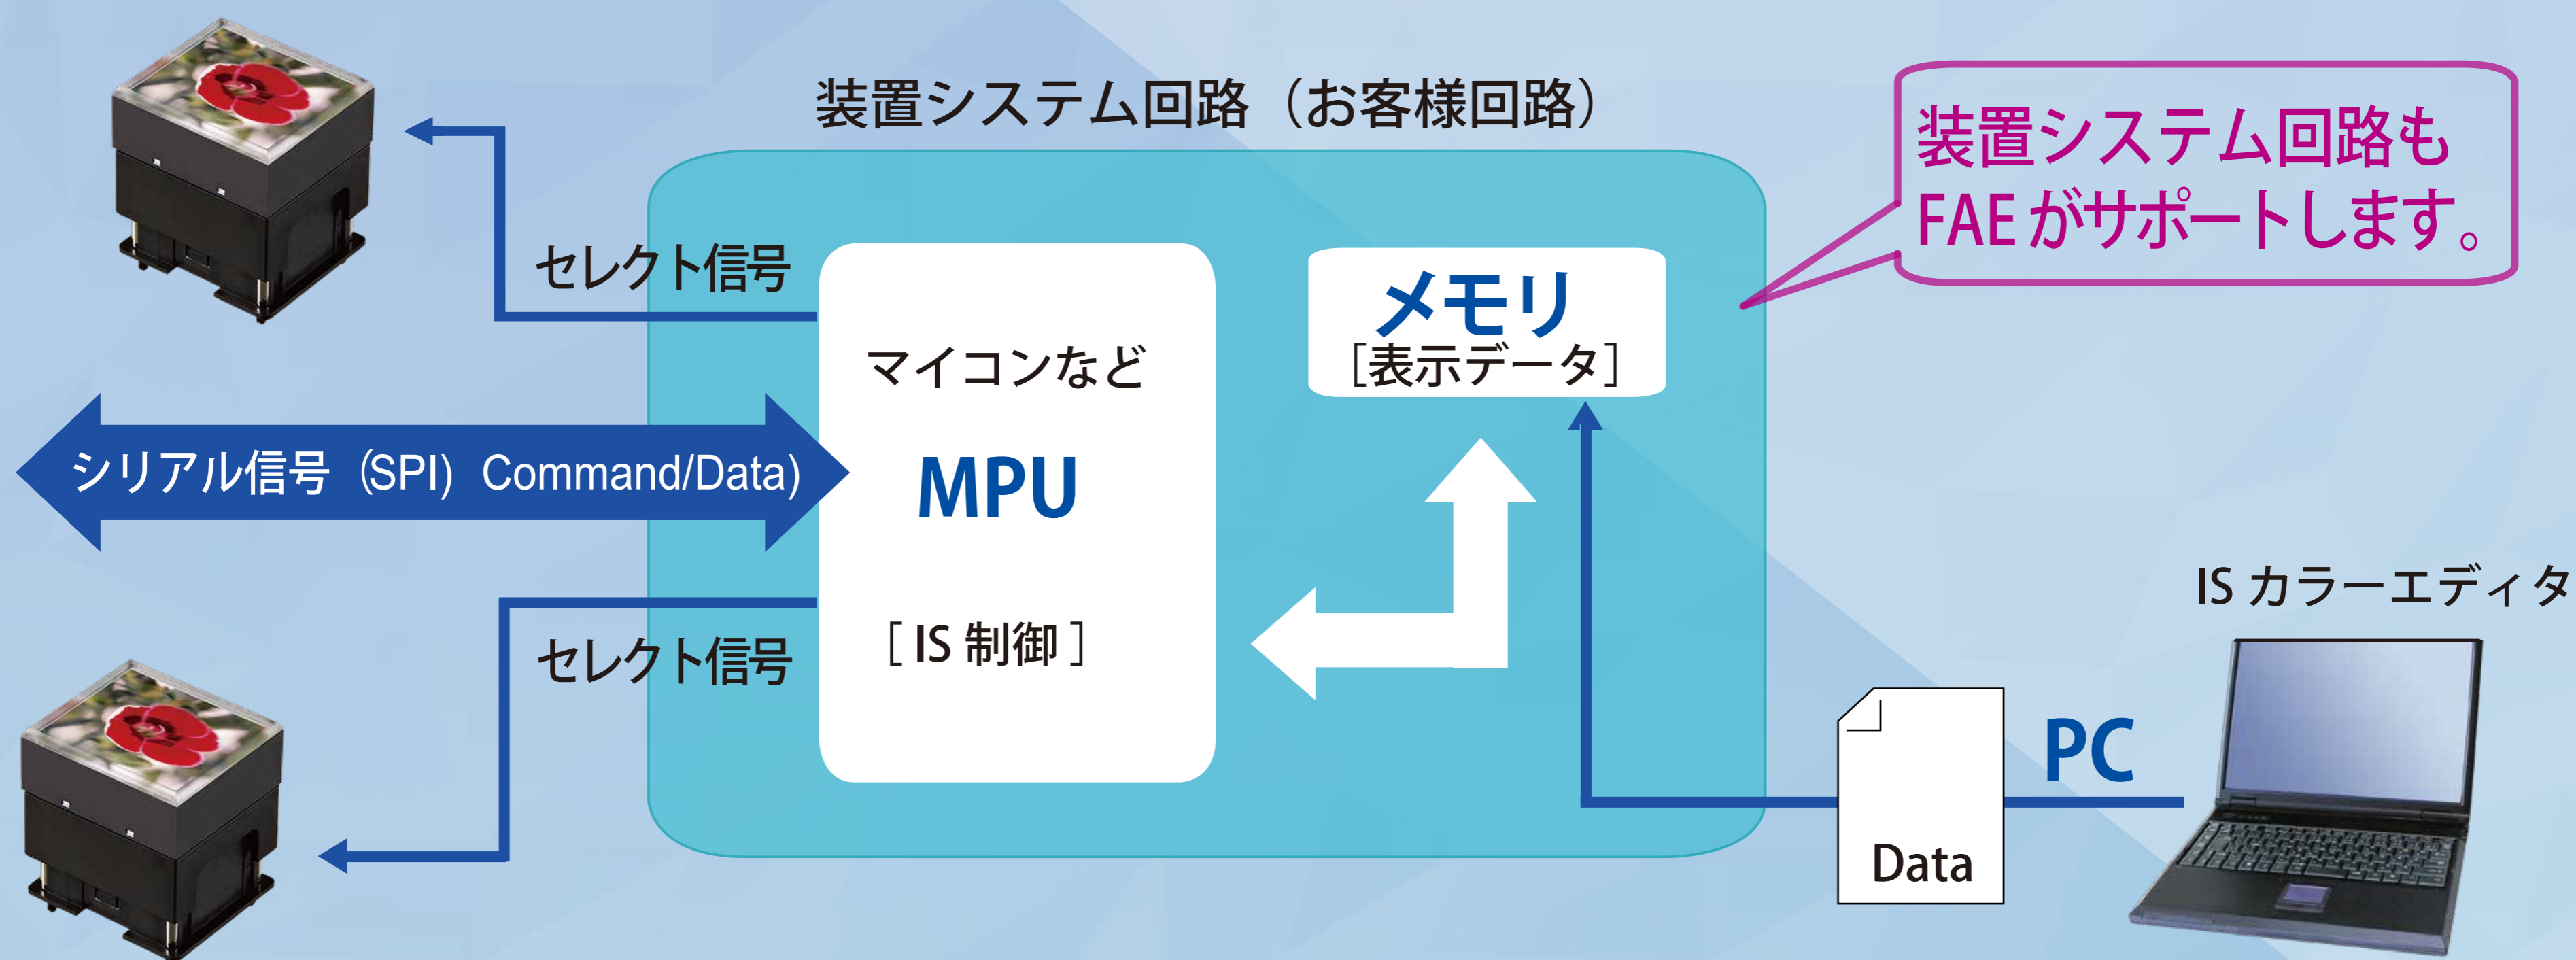 装置システム回路（お客様回路）
装置システム回路も
FAE がサポートします。
セレクト信号
マイコンなど
MPU
［ IS 制御 ］
メモリ
［表示データ］
シリアル信号（SPI）Command/Data)
セレクト信号
IS カラーエディタ
PC
Data